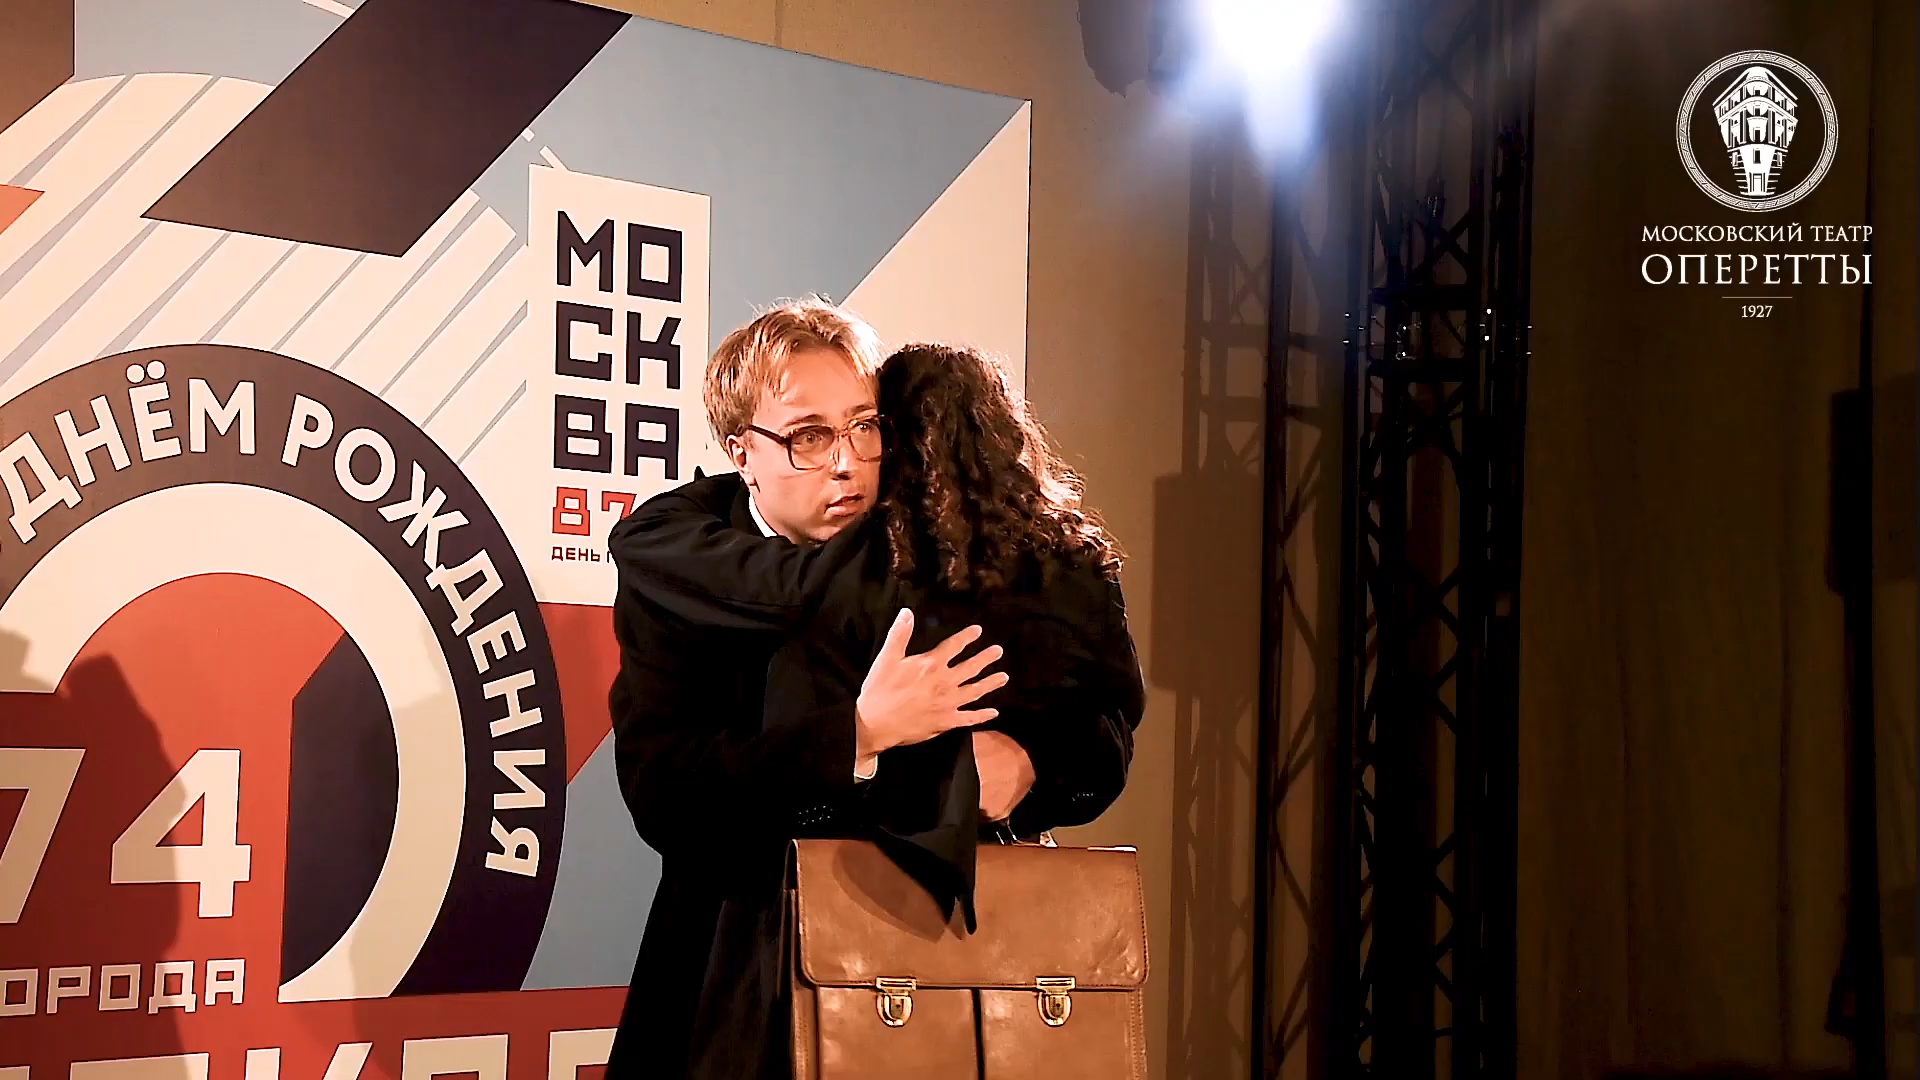 МОСКОВСКИЙ ТЕАТР
ОПЕРЕТТЫ
1927
МО
СК
ВА
87
ДЕНЬ
ДНЁМ РОЖДЕНИЯ
74
ОРОДА